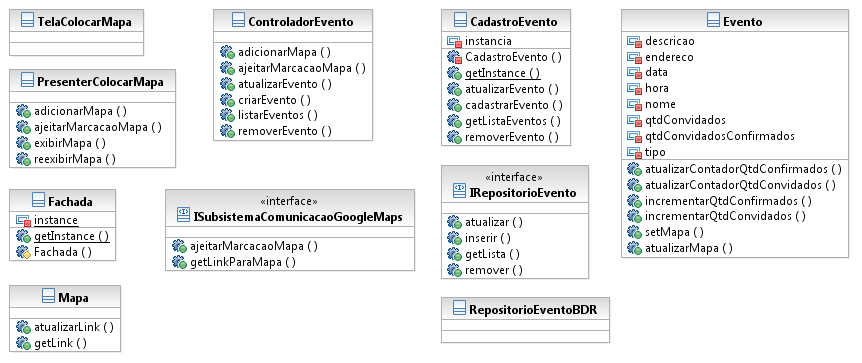 TelaColocarMapa
PresenterColocarMapa
adicionarMapa ( )
ajeitarMarcacaoMapa ( )
exibirMapa ( )
reexibirMapa ( )
Fachada
instance
getInstance ( )
Fachada ( )
Mapa
atualizarLink ( )
getLink ( )
ControladorEvento
adicionarMapa ( )
ajeitarMarcacaoMapa ( )
atualizarEvento ( )
criarEvento ( )
listarEventos ( )
removerEvento ( )
«interface»
ISubsistemaComunicacaoGoogleMaps
ajeitarMarcacaoMapa ( )
getLinkParaMapa ( )
CadastroEvento
instancia
CadastroEvento ( )
getInstance ( )
atualizarEvento ( )
cadastrarEvento ( )
getListaEventos ( )
removerEvento ( )
«interface»
IRepositorioEvento
atualizar ( )
inserir ( )
getLista ( )
remover ( )
RepositorioEventoBDR
Evento
descricao
endereco
data
hora
nome
qtdConvidados
qtdConvidadosConfirmados
tipo
atualizarContadorQtdConfirmados ( )
atualizarContadorQtdConvidados ( )
incrementarQtdConfirmados ( )
incrementarQtdConvidados ( )
setMapa ( )
atualizarMapa ( )